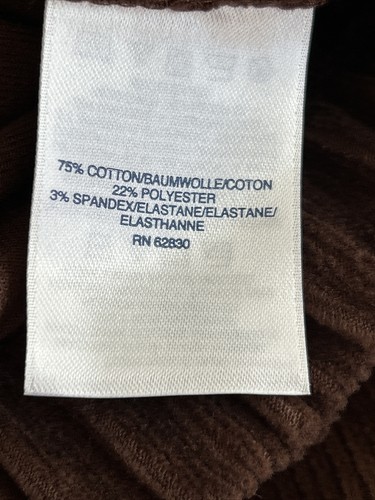 75% COTTON/BAUMWOLLE/COTON
22% POLYESTER
3% SPANDEX/ELASTANE/ELASTANE/
ELASTHANNE
RN 62830